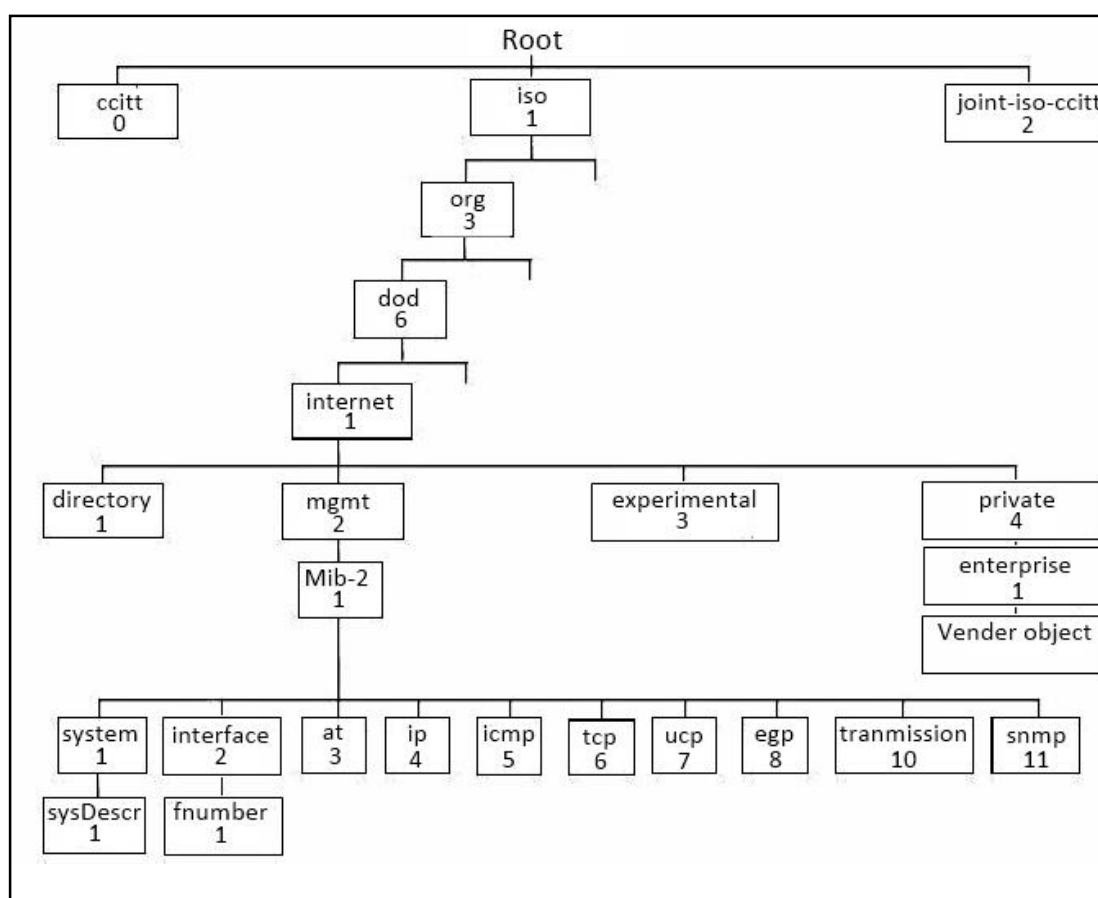 Root
ccitt
0
iso
1
joint-iso-ccitt
2
org
3
dod
6
internet
1
directory
1
mgmt
2
experimental
3
private
4
Mib-2
1
enterprise
1
Vender object
system
1
interface
2
at
3
ip
4
icmp
5
tcp
6
ucp
7
egp
8
tranmission
10
snmp
11
sysDescr
1
fnumber
1